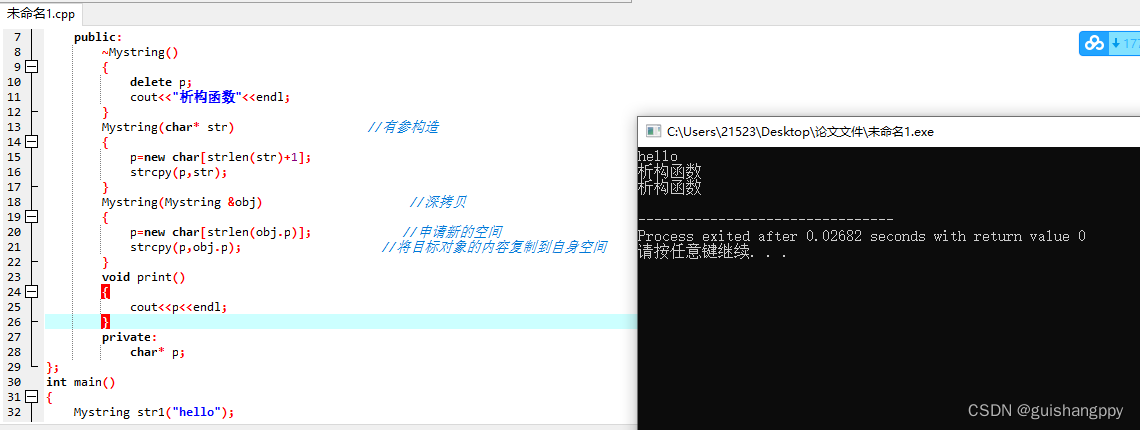 未命名1.cpp
7 public:
8 ~Mystring()
9 {
10 delete p;
11 cout<<"析构函数"<<endl;
12 }
13 Mystring(char* str) //有参构造
14 {
15 p=new char[strlen(str)+1];
16 strcpy(p,str);
17 }
18 Mystring(Mystring &obj) //深拷贝
19 {
20 p=new char[strlen(obj.p)]; //申请新的空间
21 strcpy(p,obj.p); //将目标对象的内容复制到自身空间
22 }
23 void print()
24 {
25 cout<<p<<endl;
26 }
27 private:
28 char* p;
29 };
30 int main()
31 {
32 Mystring str1("hello");
177
C:\Users\21523\Desktop\论文文件\未命名1.exe
hello
析构函数
析构函数
--------------------------------
Process exited after 0.02682 seconds with return value 0
请按任意键继续. . .
CSDN @guishangppy